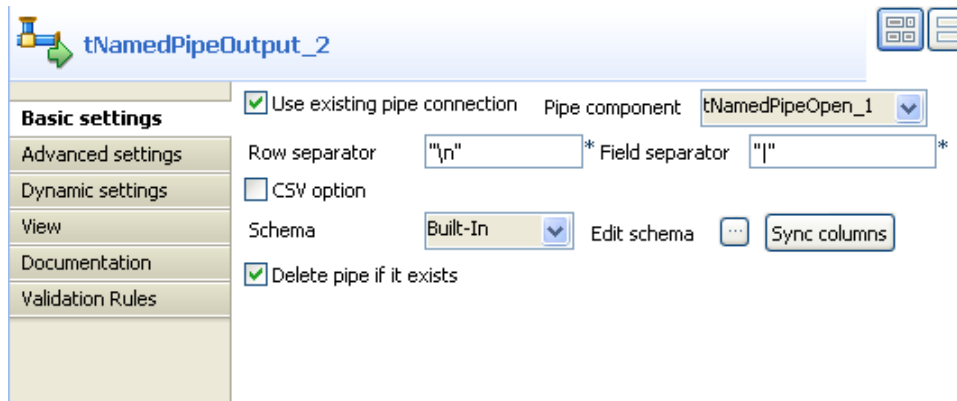 tNamedPipeOutput_2
Basic settings
Advanced settings
Dynamic settings
View
Documentation
Validation Rules
Use existing pipe connection Pipe component tNamedPipeOpen_1
Row separator "\n" * Field separator "|" *
CSV option
Schema Built-In Edit schema ... Sync columns
Delete pipe if it exists